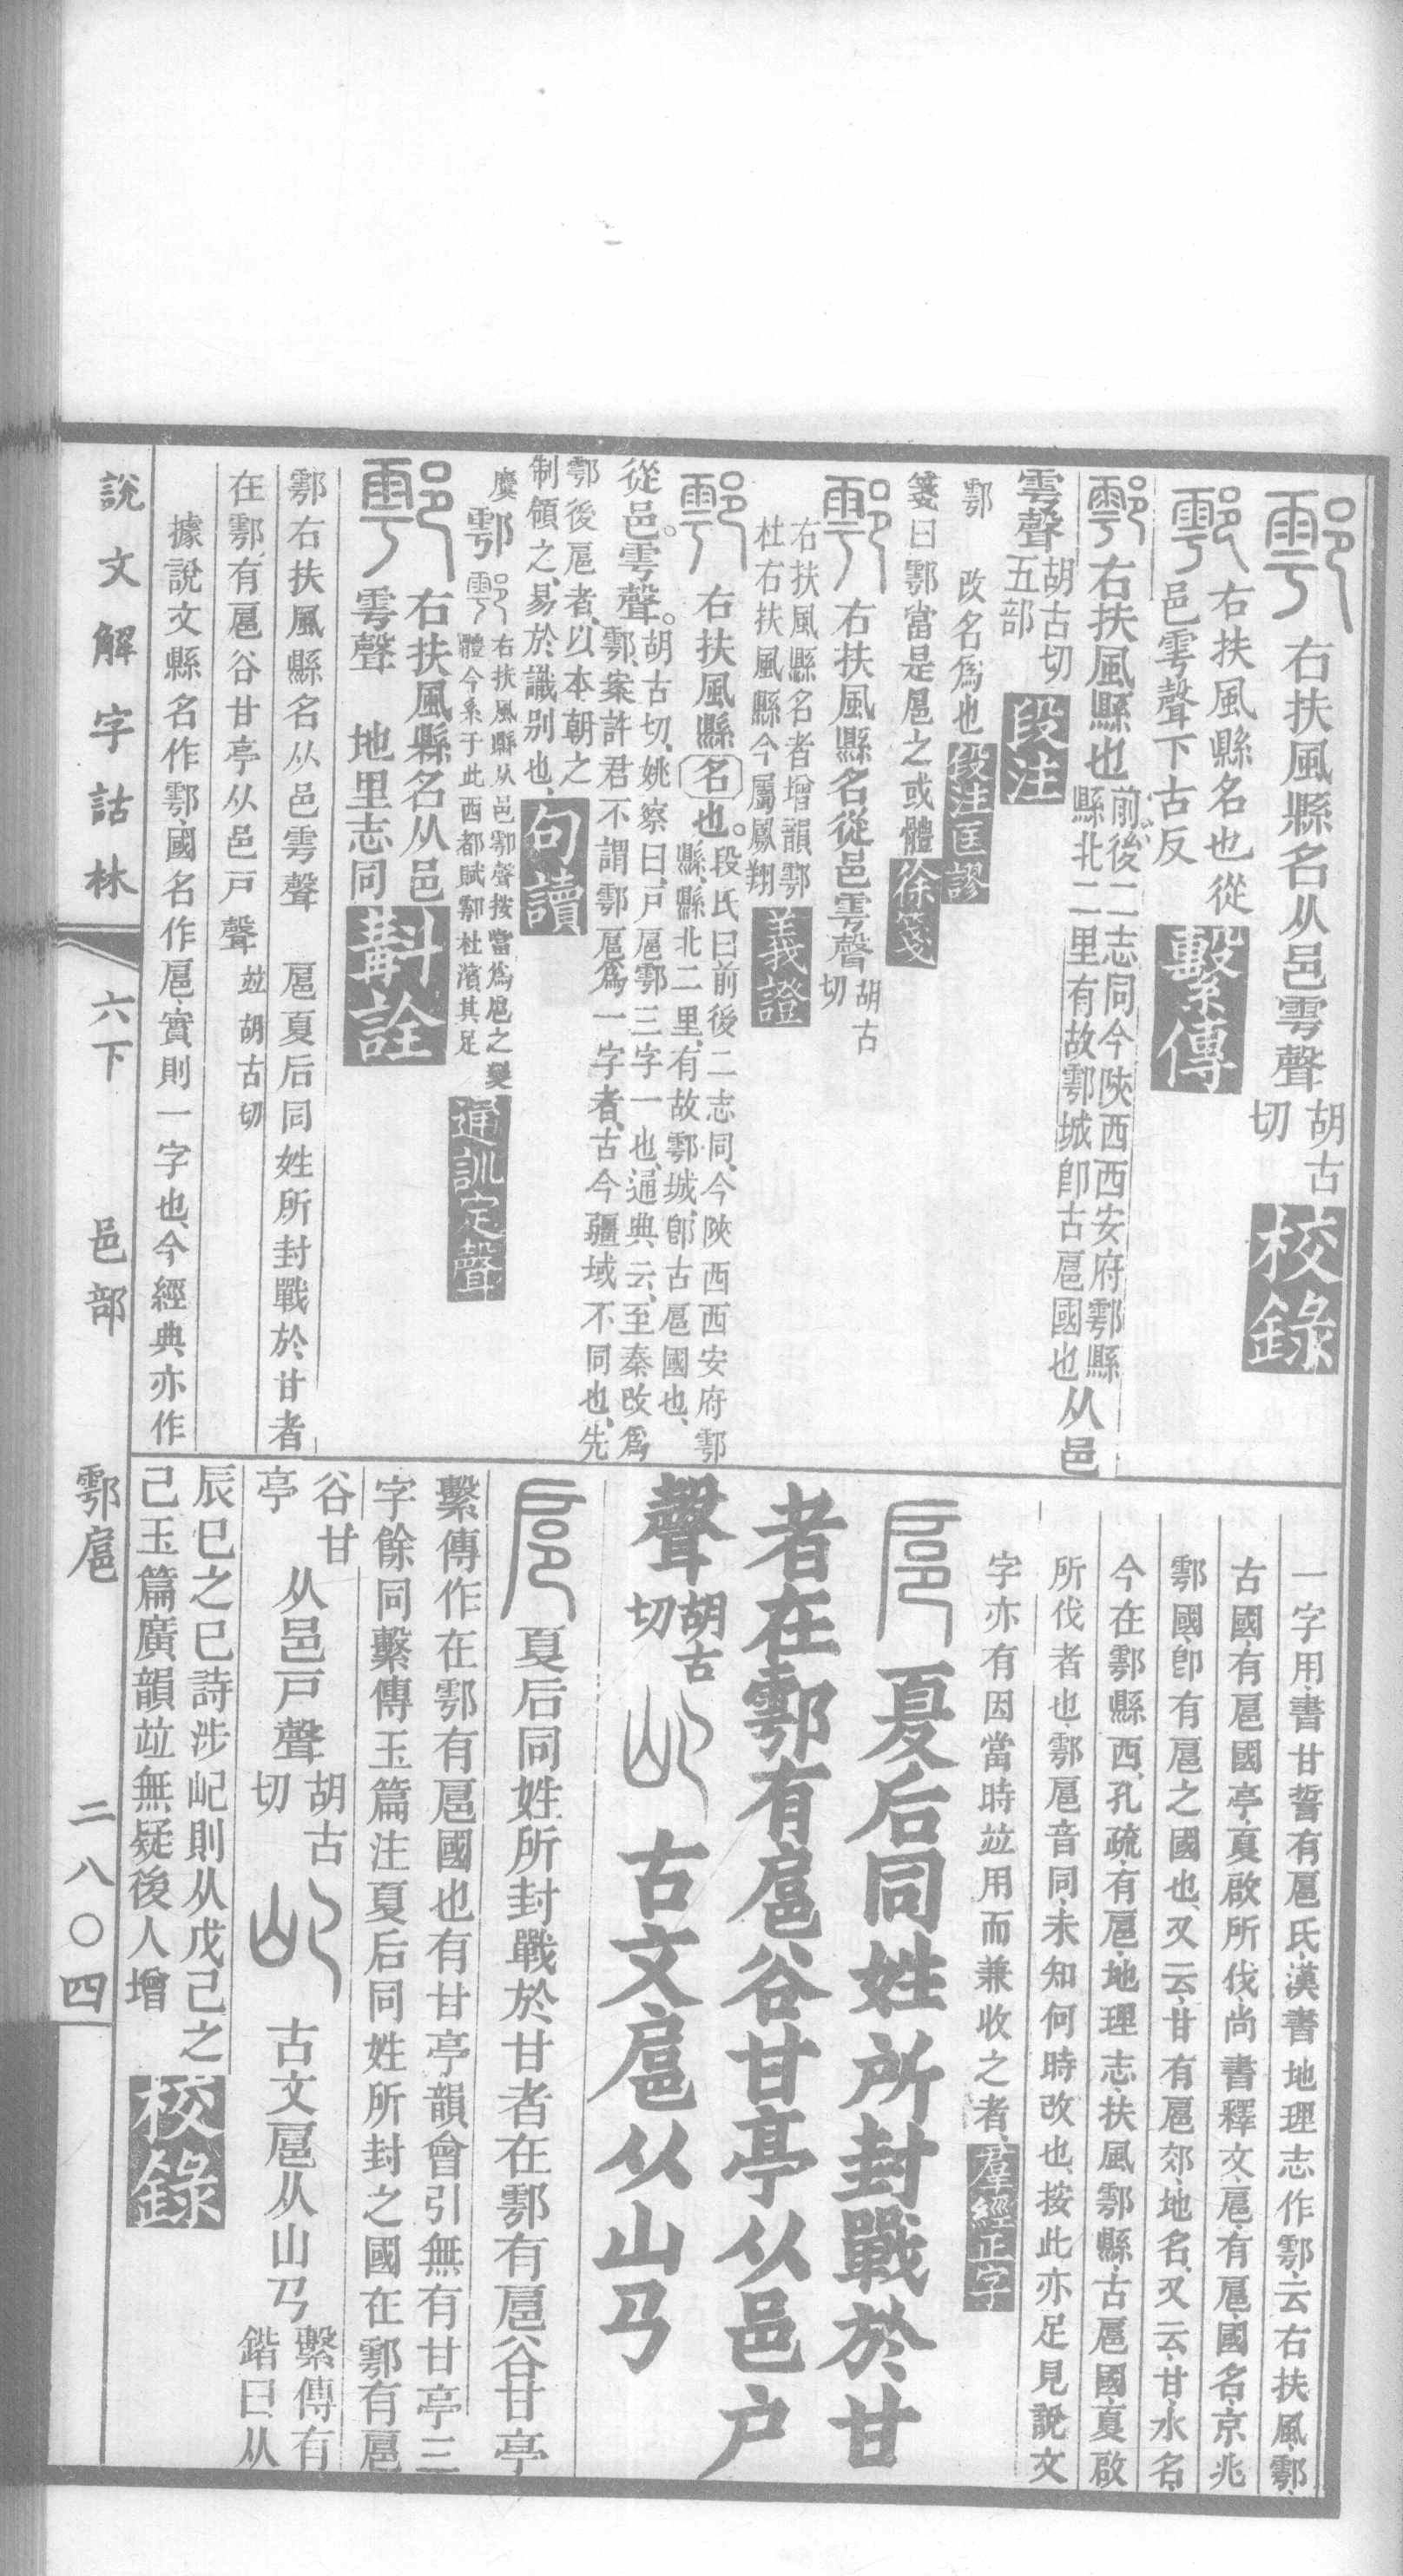 鄠 右扶風縣名从邑雩聲 胡古切 校錄
鄠 右扶風縣名也從
邑雩聲下古反 繫傳
鄠 右扶風縣也 前後二志同今陝西西安府鄠縣
縣北二里有故鄠城卽古扈國也 从邑
雩聲 胡古切
五部 段注
鄠 改名爲也 段注匡謬
箋曰鄠當是扈之或體 徐箋
鄠 右扶風縣名從邑雩聲 胡古切
右扶風縣名者增韻鄠
杜右扶風縣今屬鳳翔 義證
鄠 右扶風縣名也。 段氏曰前後二志同、今陝西西安府鄠
縣、縣北二里、有故鄠城、卽古扈國也、
從邑。雩聲。 胡古切、姚察曰、戶扈鄠三字一也、通典云、至秦改爲
鄠、案許君不謂鄠扈爲一字者、古今疆域不同也、先
鄠後扈者、以本朝之
制領之、易於識別也、 句讀
鄠 鄠 右扶風縣从邑雩聲按當爲扈之變
體今系于此西都賦鄠杜濱其足 通訓定聲
鄠 右扶風縣名从邑
雩聲 地里志同 斠詮
鄠右扶風縣名从邑雩聲 扈夏后同姓所封戰於甘者
在鄠有扈谷甘亭从邑戶聲 竝胡古切
據說文縣名作鄠、國名作扈、實則一字也、今經典亦作
一字用、書甘誓有扈氏、漢書地理志作鄠、云右扶風、鄠、
古國、有扈國亭、夏啟所伐、尚書釋文、扈、有扈、國名、京兆
鄠國、卽有扈之國也、又云、甘有扈郊、地名、又云、甘水名、
今在鄠縣西、孔疏、有扈、地理志、扶風鄠縣、古扈國、夏啟
所伐者也、鄠扈音同、未知何時改也、按此亦足見說文
字亦有因當時竝用而兼收之者、 羣經正字
扈 夏后同姓所封戰於甘
者在鄠有扈谷甘亭从邑户
聲 胡古切 古文扈从山𢎘
扈 夏后同姓所封戰於甘者在鄠有扈谷甘亭
繫傳作在鄠有扈國也有甘亭韻會引無有甘亭三
字餘同繫傳玉篇注夏后同姓所封之國在鄠有扈
谷甘
亭 从邑戶聲 胡古切 古文扈从山𢎘 繫傳有
鍇曰从
辰巳之巳詩涉屺則从戊己之
己玉篇廣韻竝無疑後人增 校錄
說文解字詁林 六下 邑部 鄠扈 二八〇四